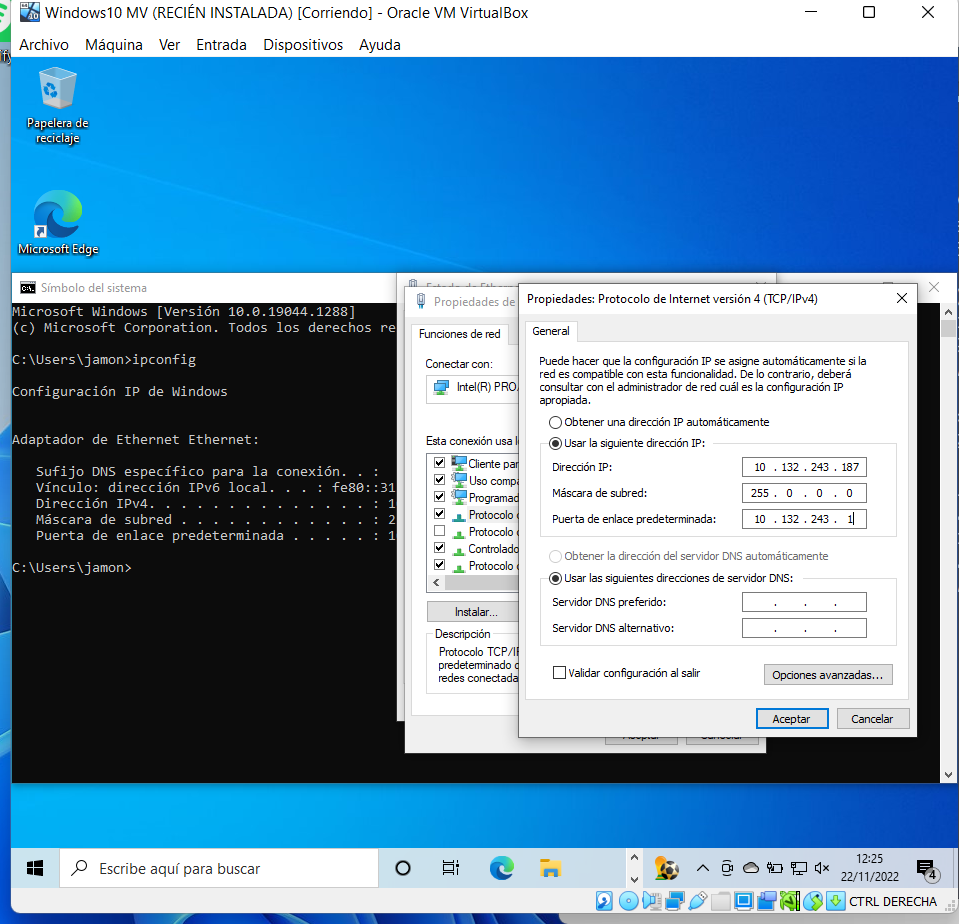 Windows10 MV (RECIÉN INSTALADA) [Corriendo] - Oracle VM VirtualBox
Archivo Máquina Ver Entrada Dispositivos Ayuda
Papelera de
reciclaje
Microsoft Edge
Símbolo del sistema
Microsoft Windows [Versión 10.0.19044.1288]
(c) Microsoft Corporation. Todos los derechos re
C:\Users\jamon>ipconfig
Configuración IP de Windows
Adaptador de Ethernet Ethernet:
Sufijo DNS específico para la conexión. . :
Vínculo: dirección IPv6 local. . . : fe80::31
Dirección IPv4. . . . . . . . . . . . . . : 1
Máscara de subred . . . . . . . . . . . . : 2
Puerta de enlace predeterminada . . . . . : 1
C:\Users\jamon>
Propiedades de
Funciones de red
Conectar con:
Intel(R) PRO/
Esta conexión usa l
Cliente par
Uso compa
Programad
Protocolo
Protocolo
Controlado
Protocolo
Instalar...
Descripción
Protocolo TCP/IP
predeterminado
redes conectada
Propiedades: Protocolo de Internet versión 4 (TCP/IPv4)
General
Puede hacer que la configuración IP se asigne automáticamente si la
red es compatible con esta funcionalidad. De lo contrario, deberá
consultar con el administrador de red cuál es la configuración IP
apropiada.
Obtener una dirección IP automáticamente
Usar la siguiente dirección IP:
Dirección IP: 10 . 132 . 243 . 187
Máscara de subred: 255 . 0 . 0 . 0
Puerta de enlace predeterminada: 10 . 132 . 243 . 1
Obtener la dirección del servidor DNS automáticamente
Usar las siguientes direcciones de servidor DNS:
Servidor DNS preferido: . . .
Servidor DNS alternativo: . . .
Validar configuración al salir
Opciones avanzadas...
Aceptar Cancelar
Escribe aquí para buscar
12:25
22/11/2022
4
CTRL DERECHA